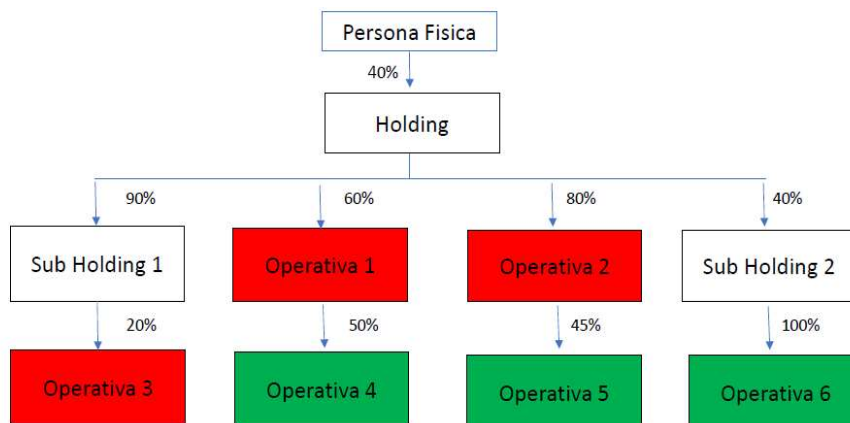 Persona Fisica
40%
Holding
90%
60%
80%
40%
Sub Holding 1
Operativa 1
Operativa 2
Sub Holding 2
20%
50%
45%
100%
Operativa 3
Operativa 4
Operativa 5
Operativa 6